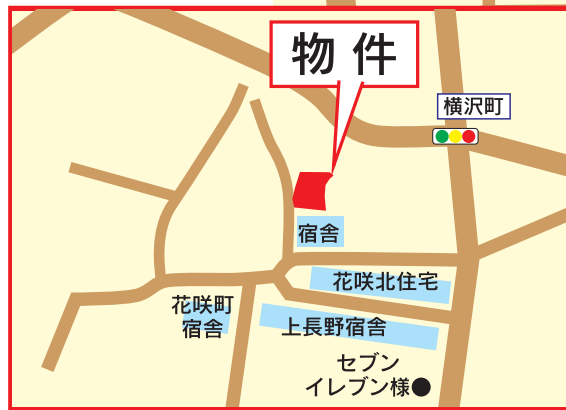 物件
横沢町
宿舎
花咲北住宅
花咲町
宿舎
上長野宿舎
セブン
イレブン様